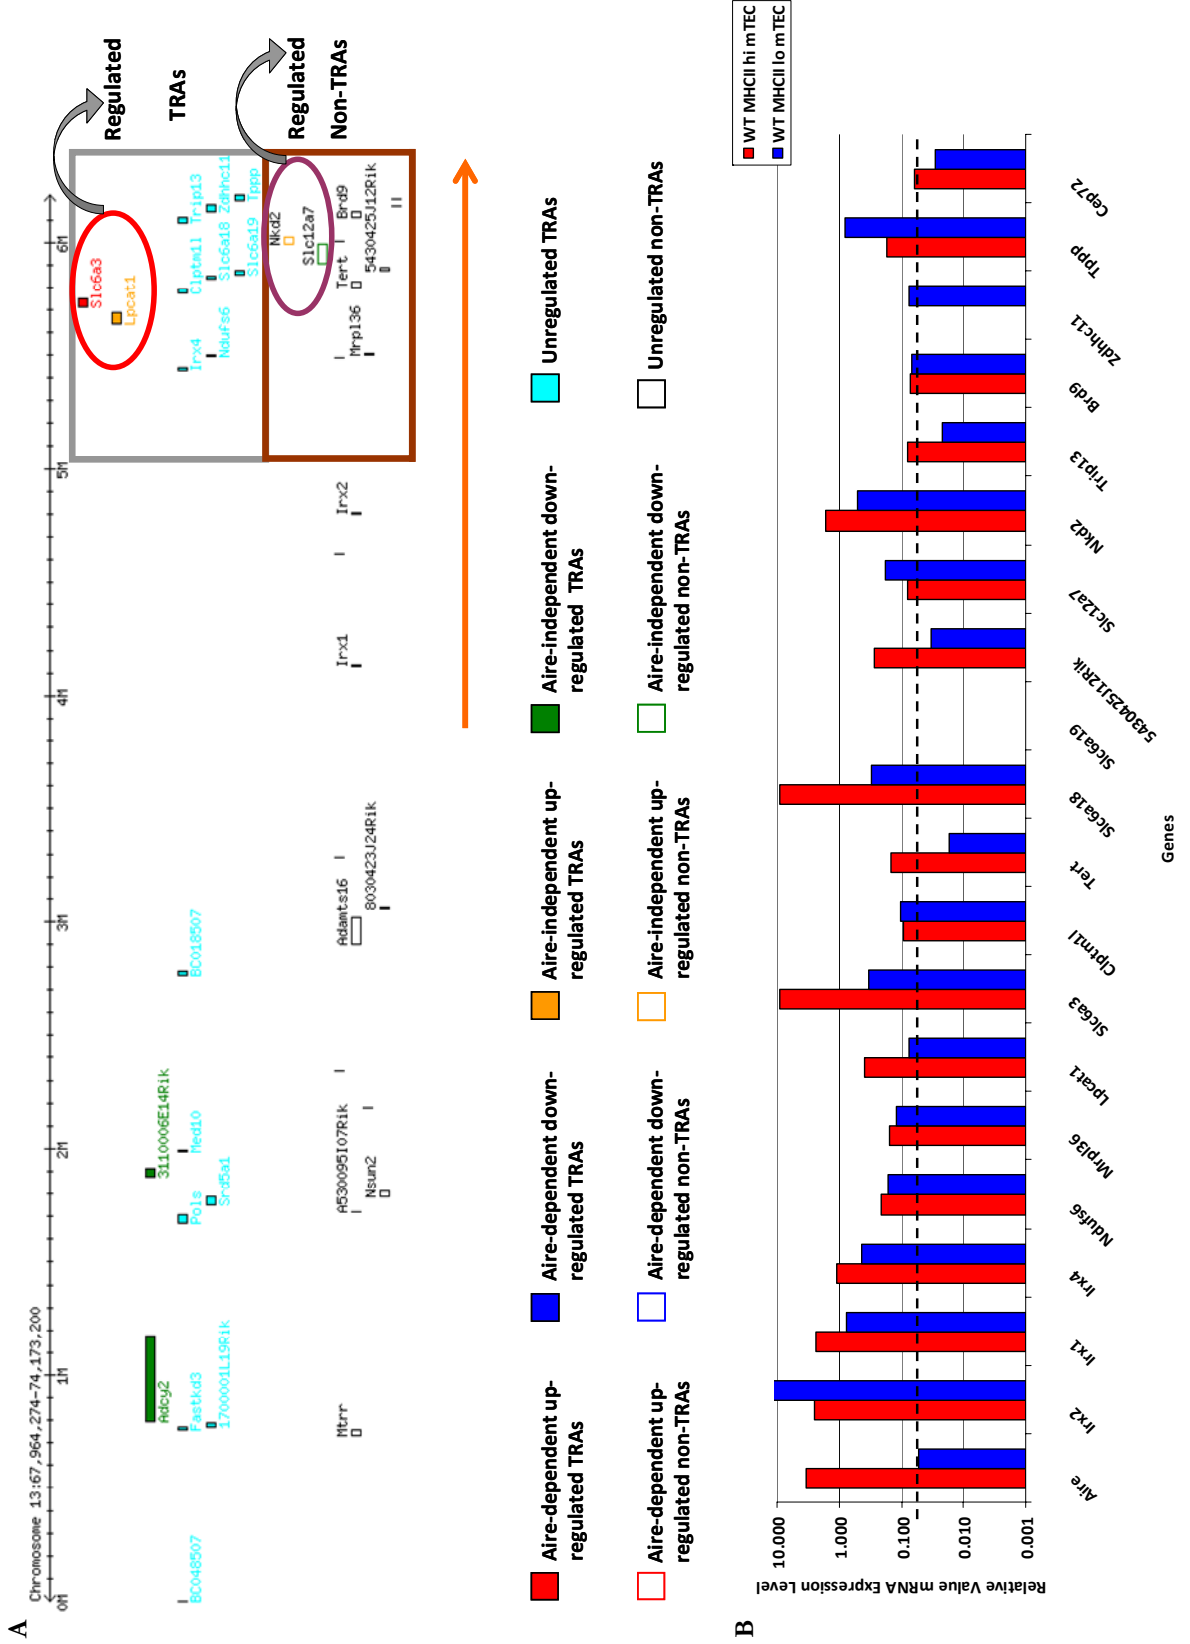 A
Chromosome 13:67,964,274-74,173,200
0M
1M
2M
3M
4M
5M
6M
Slc6a3
Lpcat1
Adcy2
3110006E14Rik
BC048507
Fastkd3
1700001L19Rik
Pols
Med10
Srd5a1
BC018507
Irx4
Clptm1l
Trip13
Ndufs6
Slc6a18
Zdhhc11
Slc6a19
Tppp
Nkd2
Slc12a7
Mtrr
A530095I07Rik
Nsun2
Adamts16
8030423J24Rik
Irx1
Irx2
Tert
Brd9
Mrpl36
5430425J12Rik
Regulated
TRAs
Regulated
Non-TRAs
Aire-dependent up-
regulated TRAs
Aire-dependent down-
regulated TRAs
Aire-independent up-
regulated TRAs
Aire-independent down-
regulated TRAs
Unregulated TRAs
Aire-dependent up-
regulated non-TRAs
Aire-dependent down-
regulated non-TRAs
Aire-independent up-
regulated non-TRAs
Aire-independent down-
regulated non-TRAs
Unregulated non-TRAs
B
WT MHCII hi mTEC
WT MHCII lo mTEC
Relative Value mRNA Expression Level
10.000
1.000
0.100
0.010
0.001
Aire
Irx2
Irx1
Irx4
Ndufs6
Mrpl36
Lpcat1
Slc6a3
Clptm1l
Tert
Slc6a18
Slc6a19
5430425J12Rik
Slc12a7
Nkd2
Trip13
Brd9
Zdhhc11
Tppp
Cep72
Genes